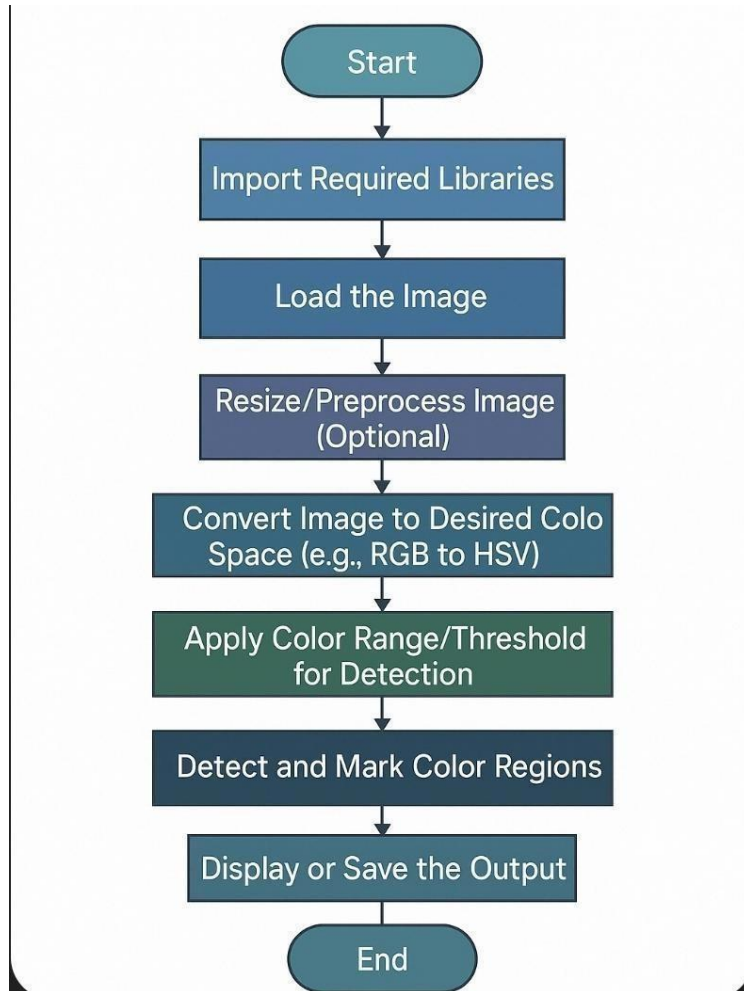 Start
Import Required Libraries
Load the Image
Resize/Preprocess Image
(Optional)
Convert Image to Desired Colo
Space (e.g., RGB to HSV)
Apply Color Range/Threshold
for Detection
Detect and Mark Color Regions
Display or Save the Output
End